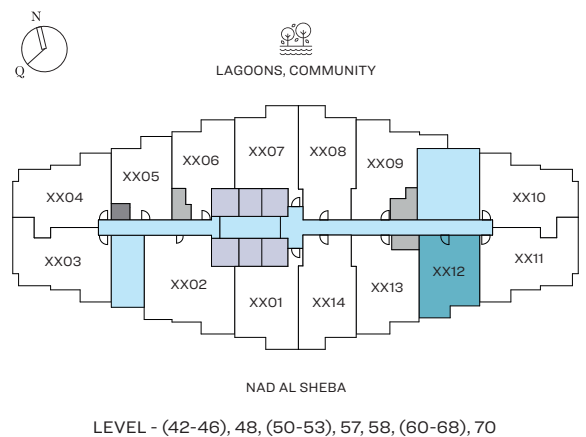 N
Q
LAGOONS, COMMUNITY
XX07
XX08
XX06
XX09
XX05
XX04
XX10
XX03
XX11
XX12
XX02
XX13
XX01
XX14
NAD AL SHEBA
LEVEL - (42-46), 48, (50-53), 57, 58, (60-68), 70